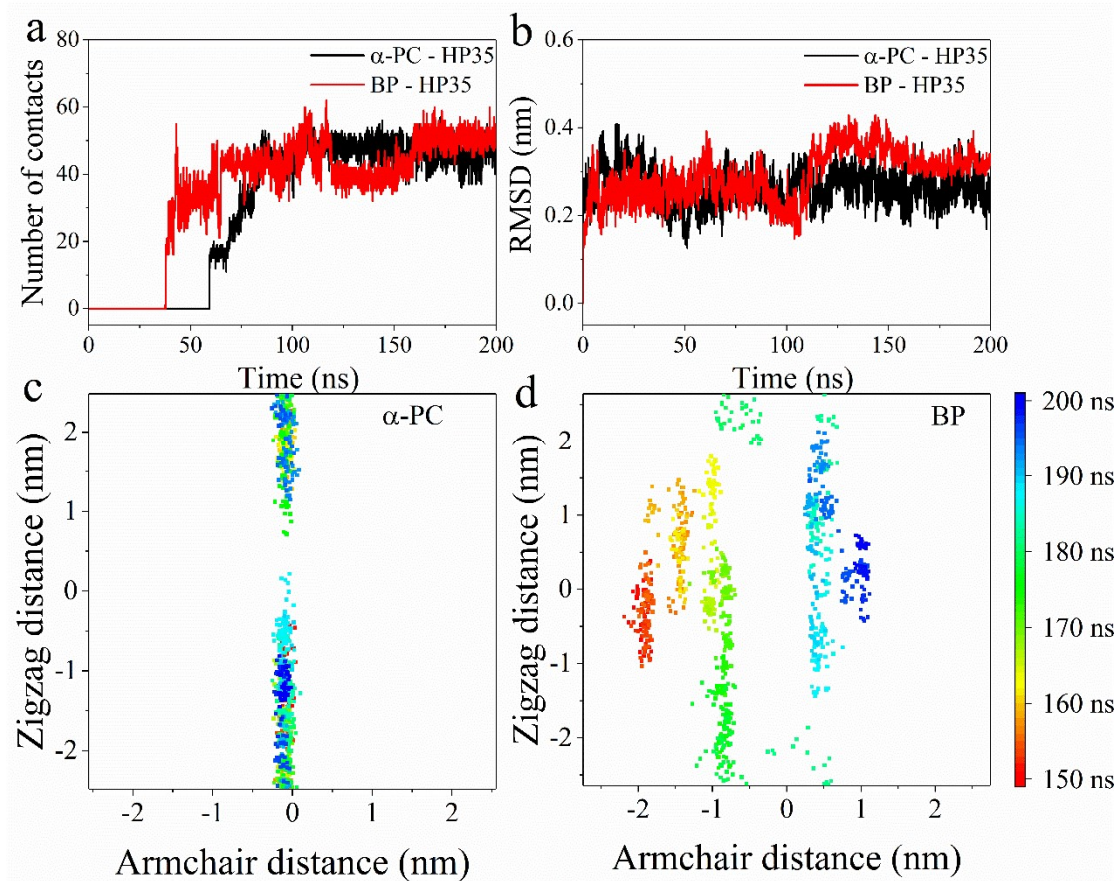 a
80
60
40
20
0
Number of contacts
α-PC - HP35
BP - HP35
0 50 100 150 200
Time (ns)
b
0.6
0.4
0.2
0.0
RMSD (nm)
α-PC - HP35
BP - HP35
0 50 100 150 200
Time (ns)
c
α-PC
2
1
0
-1
-2
Zigzag distance (nm)
-2 -1 0 1 2
Armchair distance (nm)
d
BP
2
1
0
-1
-2
Zigzag distance (nm)
-2 -1 0 1 2
Armchair distance (nm)
200 ns
190 ns
180 ns
170 ns
160 ns
150 ns